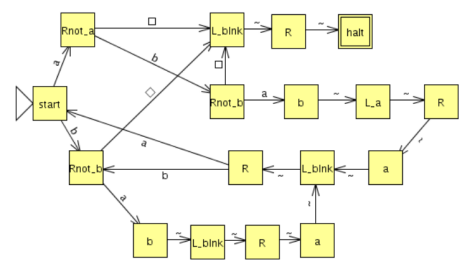 Rnot_a □ L_blnk ~ R ~ halt
a b ◇ □
start Rnot_b a b ~ L_a ~ R
b a ~
Rnot_b b R ~ L_blnk ~ a
a ~
b ~ L_blnk ~ R ~ a